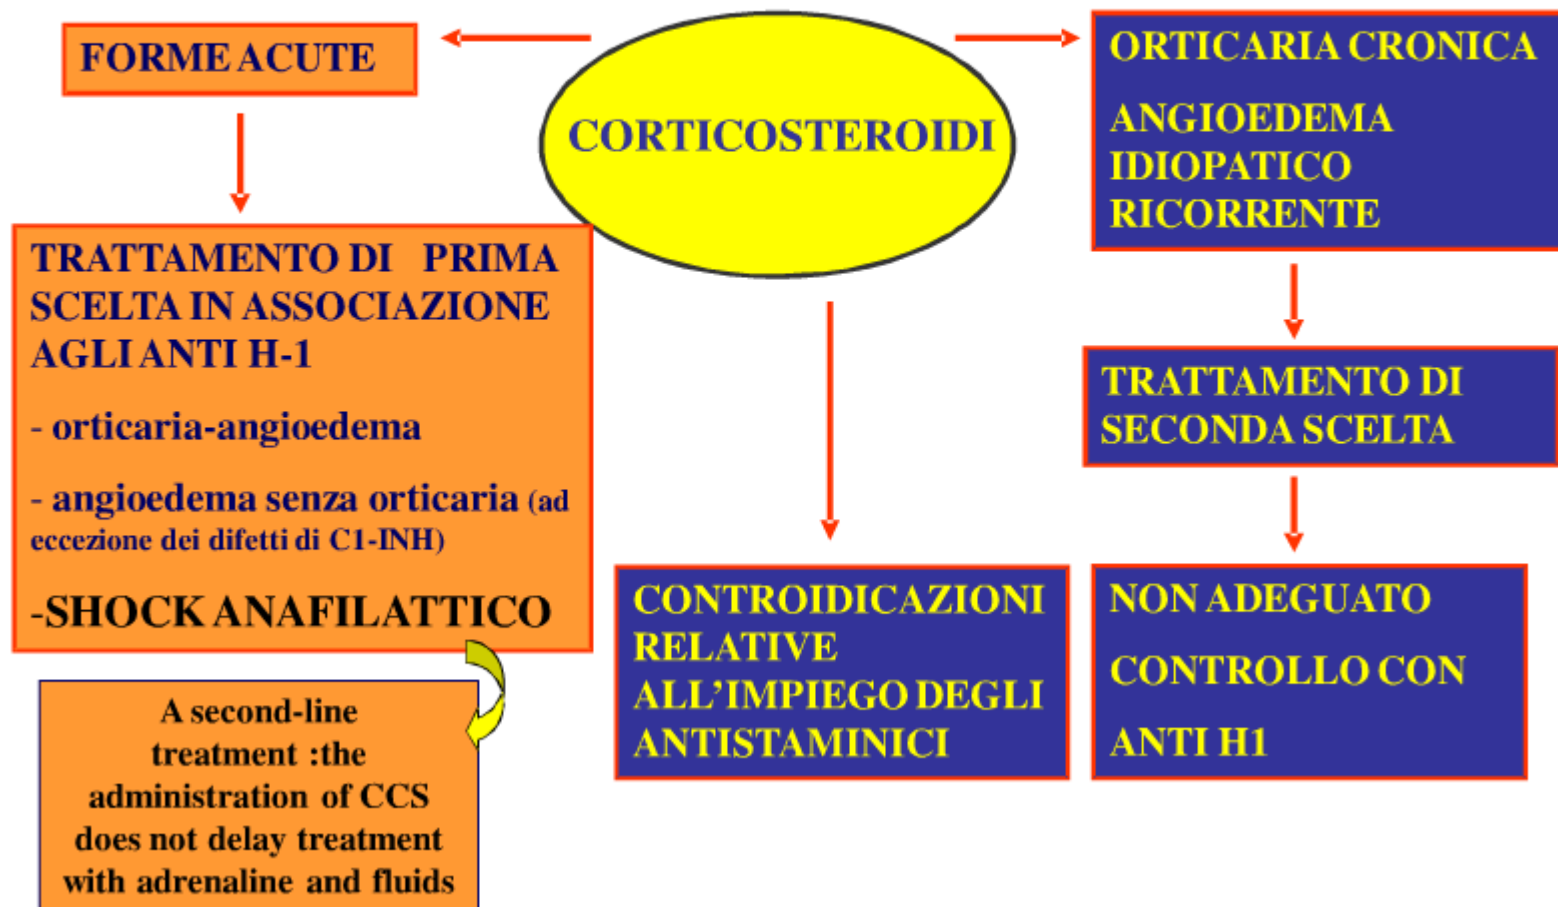 FORME ACUTE
CORTICOSTEROIDI
ORTICARIA CRONICA
ANGIOEDEMA
IDIOPATICO
RICORRENTE
TRATTAMENTO DI PRIMA
SCELTA IN ASSOCIAZIONE
AGLI ANTI H-1
- orticaria-angioedema
- angioedema senza orticaria (ad
eccezione dei difetti di C1-INH)
-SHOCK ANAFILATTICO
A second-line
treatment :the
administration of CCS
does not delay treatment
with adrenaline and fluids
CONTROIDICAZIONI
RELATIVE
ALL'IMPIEGO DEGLI
ANTISTAMINICI
TRATTAMENTO DI
SECONDA SCELTA
NON ADEGUATO
CONTROLLO CON
ANTI H1